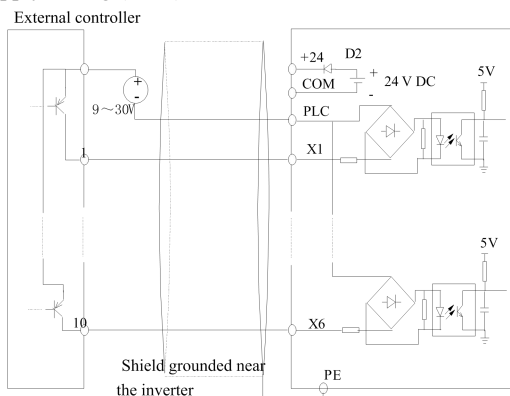 External controller
+24
D2
COM
+
-
24 V DC
5V
+
-
9～30V
PLC
1
X1
5V
10
X6
Shield grounded near
the inverter
PE